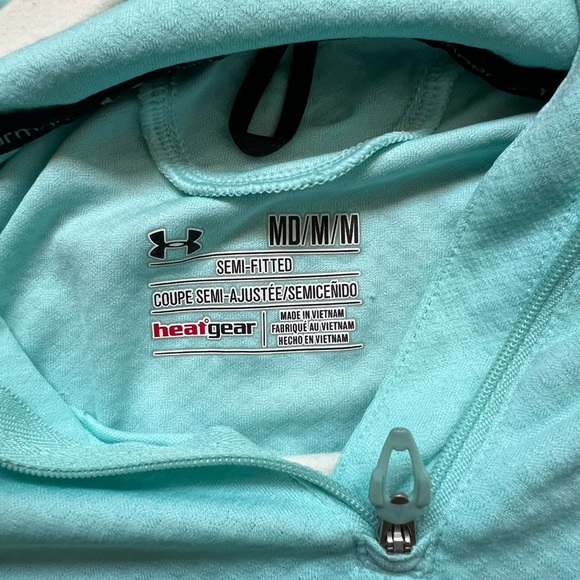 MD/M/M
SEMI-FITTED
COUPE SEMI-AJUSTÉE/SEMICEÑIDO
heatgear
MADE IN VIETNAM
FABRIQUÉ AU VIETNAM
HECHO EN VIETNAM